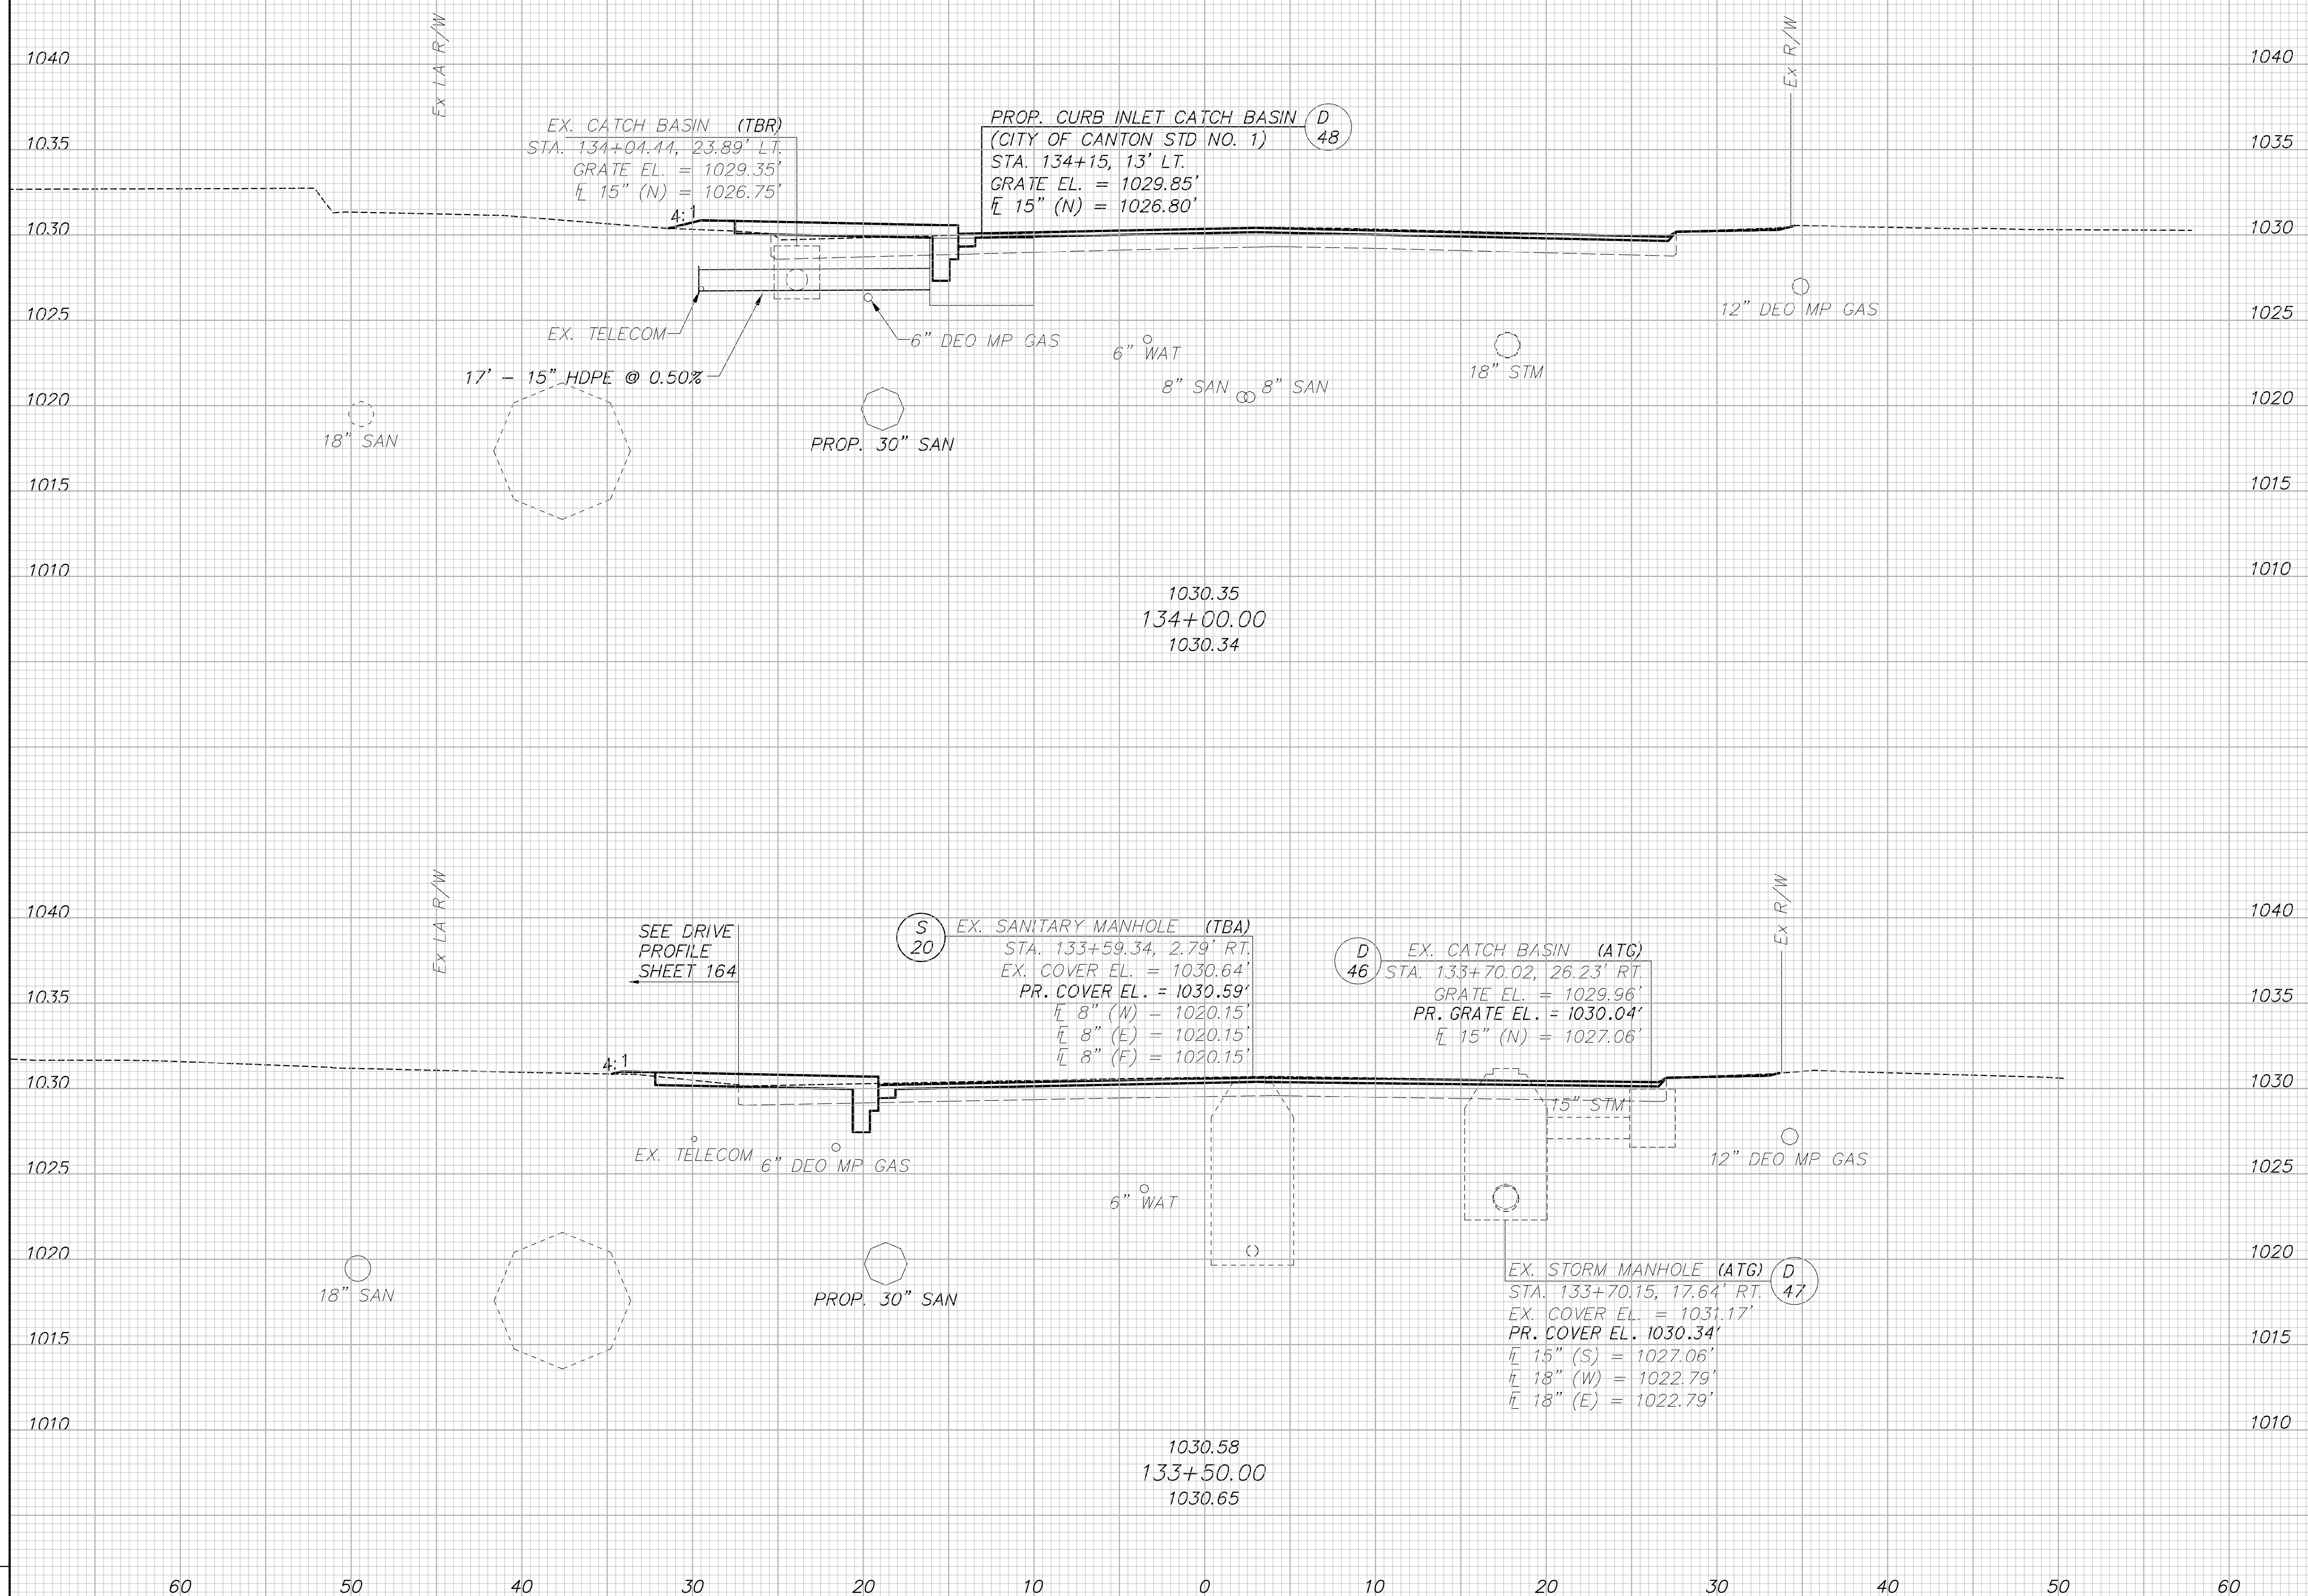 Ex LA R/W
Ex R/W
1040
1040
EX. CATCH BASIN (TBR)
STA. 134+04.44, 23.89' LT.
GRATE EL. = 1029.35'
15" (N) = 1026.75'
PROP. CURB INLET CATCH BASIN
(CITY OF CANTON STD NO. 1)
STA. 134+15, 13' LT.
GRATE EL. = 1029.85'
15" (N) = 1026.80'
D
48
1035
1035
4:1
1030
1030
12" DEO MP GAS
1025
1025
EX. TELECOM
6" DEO MP GAS
6" WAT
18" STM
17' - 15" HDPE @ 0.50%
8" SAN
8" SAN
1020
1020
18" SAN
PROP. 30" SAN
1015
1015
1010
1010
1030.35
134+00.00
1030.34
Ex LA R/W
Ex R/W
1040
1040
SEE DRIVE
PROFILE
SHEET 164
S
20
EX. SANITARY MANHOLE (TBA)
STA. 133+59.34, 2.79' RT.
EX. COVER EL. = 1030.64'
PR. COVER EL. = 1030.59'
8" (W) = 1020.15'
8" (E) = 1020.15'
1020.15'
D
46
EX. CATCH BASIN (ATG)
STA. 133+70.02, 26.23' RT.
GRATE EL. = 1029.96'
PR. GRATE EL. = 1030.04'
15" (N) = 1027.06'
1035
1035
4:1
1030
1030
15" STM
EX. TELECOM
6" DEO MP GAS
12" DEO MP GAS
1025
1025
6" WAT
1020
1020
18" SAN
PROP. 30" SAN
EX. STORM MANHOLE (ATG)
STA. 133+70.15, 17.64' RT.
EX. COVER EL. = 1031.17'
PR. COVER EL. 1030.34'
15" (S) = 1027.06'
18" (W) = 1022.79'
18" (E) = 1022.79'
D
47
1015
1015
1010
1010
1030.58
133+50.00
1030.65
60 50 40 30 20 10 0 10 20 30 40 50 60